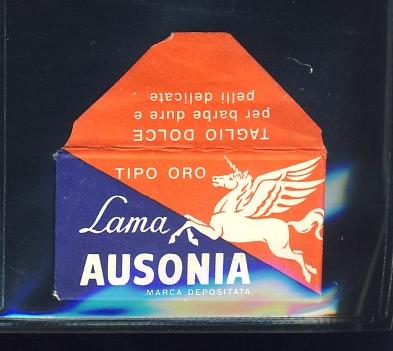 TAGLIO DOLCE
per barbe dure e
pelli delicate
TIPO ORO
Lama
AUSONIA
MARCA DEPOSITATA